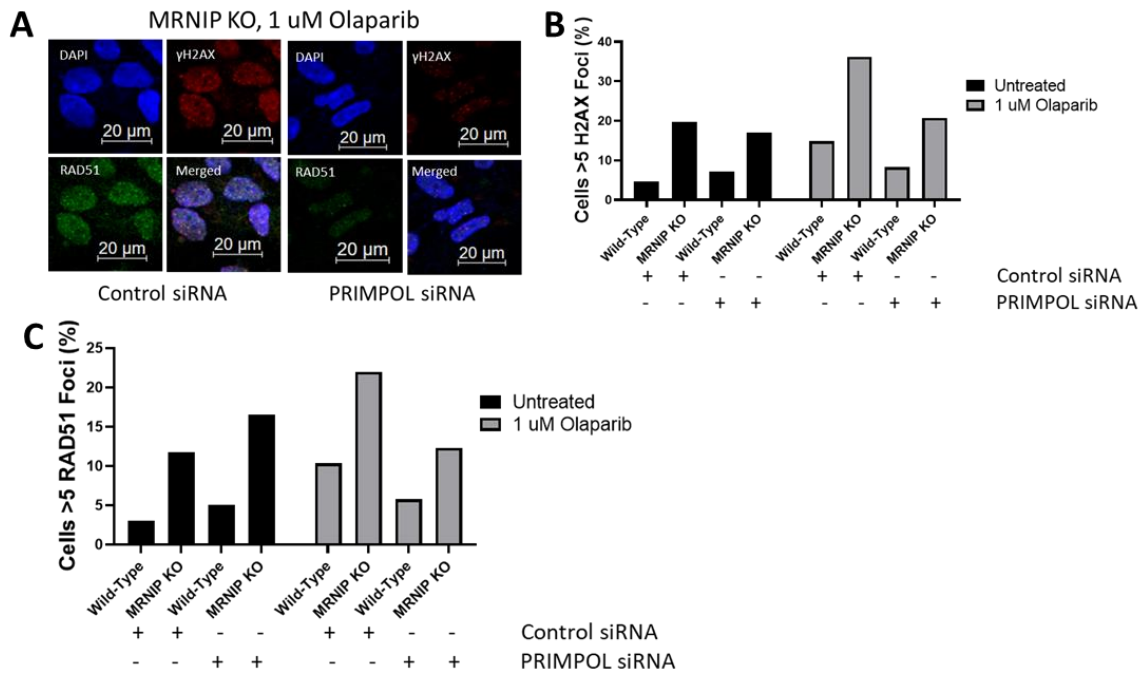 A
MRNIP KO, 1 uM Olaparib
DAPI
γH2AX
DAPI
γH2AX
20 µm
20 µm
20 µm
20 µm
RAD51
Merged
RAD51
Merged
20 µm
20 µm
20 µm
20 µm
Control siRNA
PRIMPOL siRNA
B
Cells >5 H2AX Foci (%)
40
30
20
10
0
Untreated
1 uM Olaparib
Wild-Type
MRNIP KO
Wild-Type
MRNIP KO
Wild-Type
MRNIP KO
Wild-Type
MRNIP KO
+ + - - + + - - Control siRNA
- - + + - - + + PRIMPOL siRNA
C
Cells >5 RAD51 Foci (%)
25
20
15
10
5
0
Untreated
1 uM Olaparib
Wild-Type
MRNIP KO
Wild-Type
MRNIP KO
Wild-Type
MRNIP KO
Wild-Type
MRNIP KO
+ + - - + + - - Control siRNA
- - + + - - + + PRIMPOL siRNA